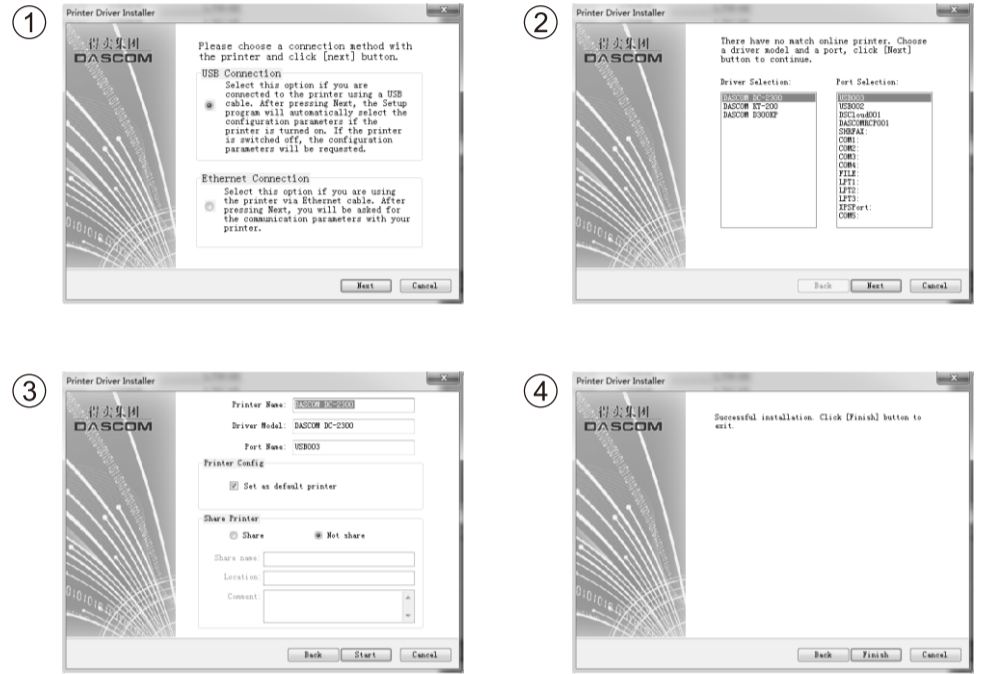 ①
Printer Driver Installer
得实集团
DASCOM
Please choose a connection method with
the printer and click [next] button.
USB Connection
Select this option if you are
connected to the printer using a USB
cable. After pressing Next, the Setup
program will automatically select the
configuration parameters if the
printer is turned on. If the printer
is switched off, the configuration
parameters will be requested.
Ethernet Connection
Select this option if you are using
the printer via Ethernet cable. After
pressing Next, you will be asked for
the communication parameters with your
printer.
Next Cancel
②
Printer Driver Installer
得实集团
DASCOM
There have no match online printer. Choose
a driver model and a port, click [Next]
button to continue.
Driver Selection: Port Selection:
DASCOM DC-2300 USB003
DASCOM KT-200 USB002
DASCOM D300KP DSCloud001
DASCOMRCP001
SHRFAX:
COM1:
COM2:
COM3:
COM4:
FILE:
LPT1:
LPT2:
LPT3:
XPSPort:
COM5:
Back Next Cancel
③
Printer Driver Installer
得实集团
DASCOM
Printer Name: DASCOM DC-2300
Driver Model: DASCOM DC-2300
Port Name: USB003
Printer Config
Set as default printer
Share Printer
Share Not share
Share name:
Location:
Comment:
Back Start Cancel
④
Printer Driver Installer
得实集团
DASCOM
Successful installation. Click [Finish] button to
exit.
Back Finish Cancel